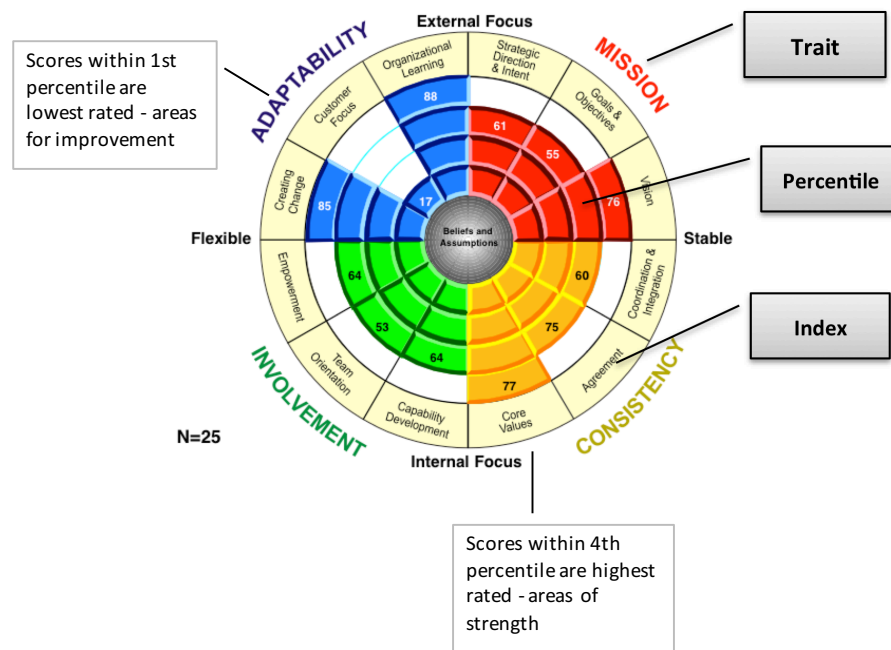 External Focus
Scores within 1st
percentile are
lowest rated - areas
for improvement
ADAPTABILITY
MISSION
Trait
Organizational
Learning
Strategic
Direction
& Intent
Customer
Focus
Goals &
Objectives
Creating
Change
Vision
88
61
55
85
17
76
Percentile
Flexible
Beliefs and
Assumptions
Stable
Empowerment
64
60
Coordination &
Integration
53
75
Index
Team
Orientation
64
77
Agreement
Capability
Development
Core
Values
INVOLVEMENT
CONSISTENCY
N=25
Internal Focus
Scores within 4th
percentile are highest
rated - areas of
strength